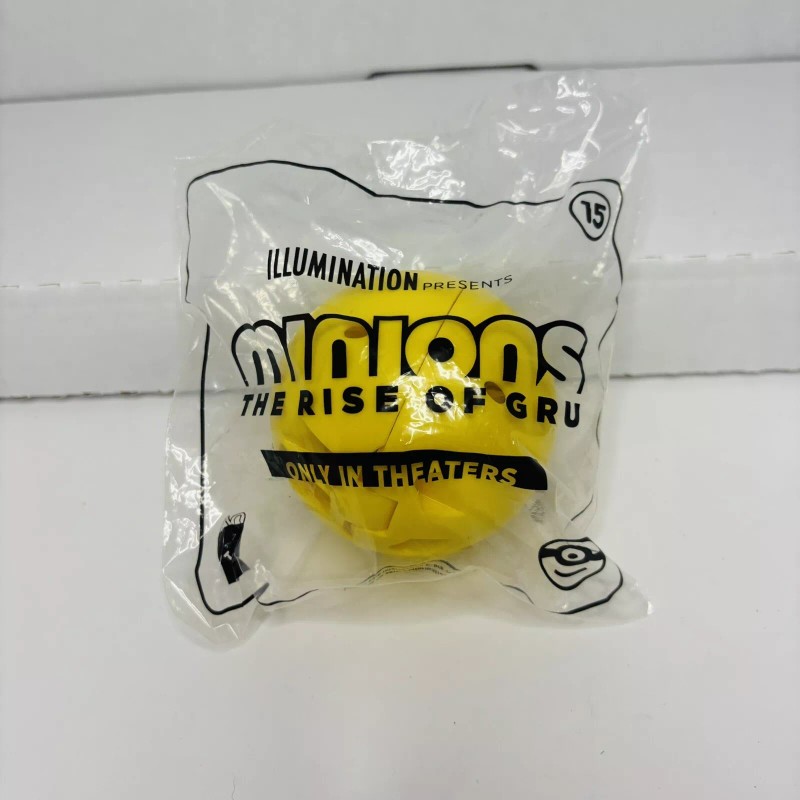 15
ILLUMINATION PRESENTS
minions
THE RISE OF GRU
ONLY IN THEATERS